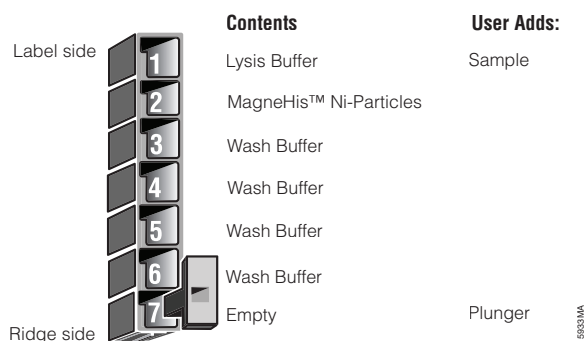 Contents User Adds:
Label side
1 Lysis Buffer Sample
2 MagneHis™ Ni-Particles
3 Wash Buffer
4 Wash Buffer
5 Wash Buffer
6 Wash Buffer
7 Empty Plunger
Ridge side
5933MA